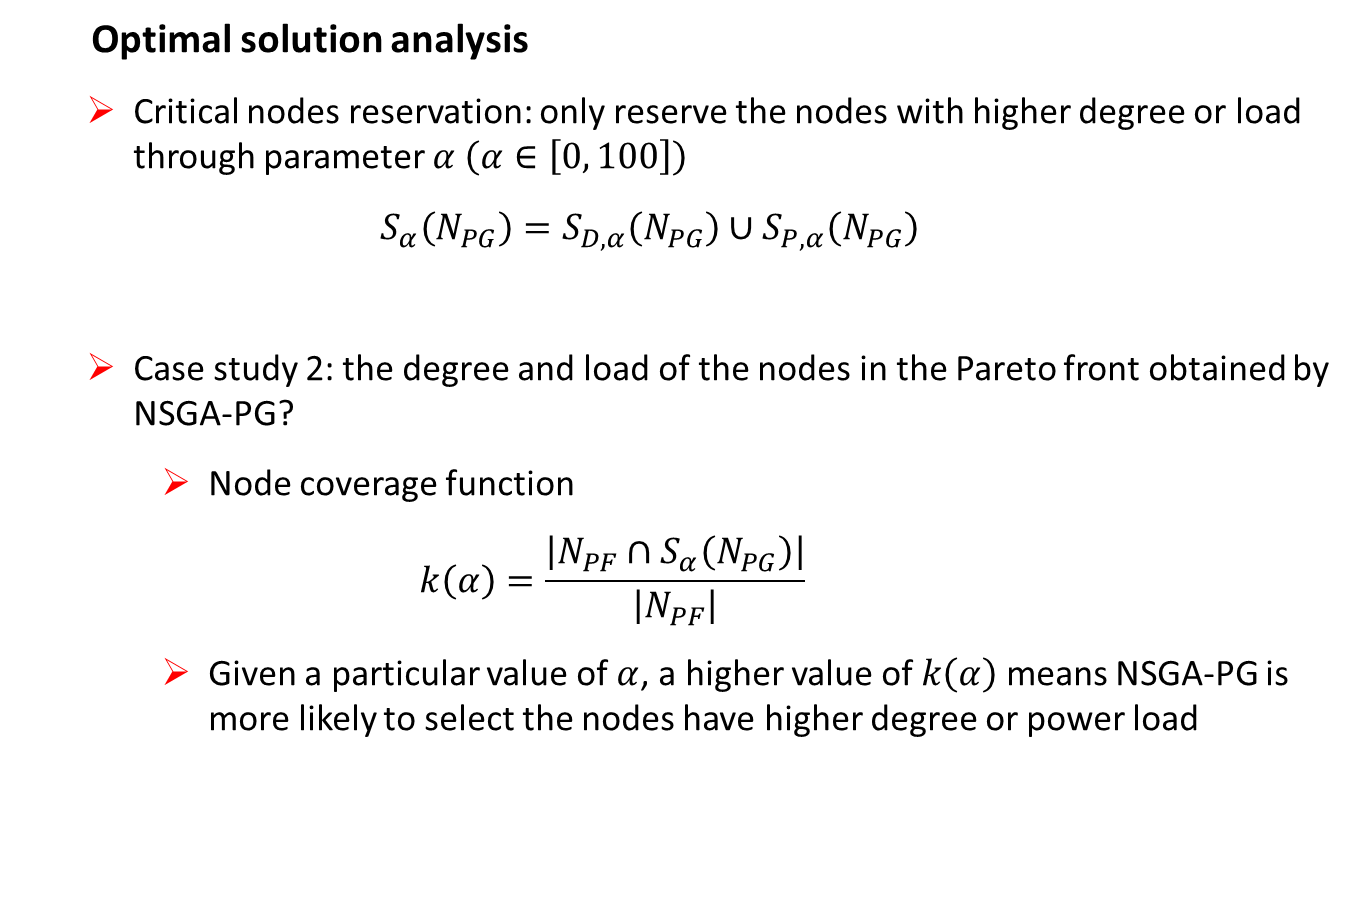 Optimal solution analysis
Critical nodes reservation: only reserve the nodes with higher degree or load
through parameter α (α ∈ [0, 100])
S_α(N_PG) = S_{D,α}(N_PG) ∪ S_{P,α}(N_PG)
Case study 2: the degree and load of the nodes in the Pareto front obtained by
NSGA-PG?
Node coverage function
k(α) = |N_PF ∩ S_α(N_PG)| / |N_PF|
Given a particular value of α, a higher value of k(α) means NSGA-PG is
more likely to select the nodes have higher degree or power load